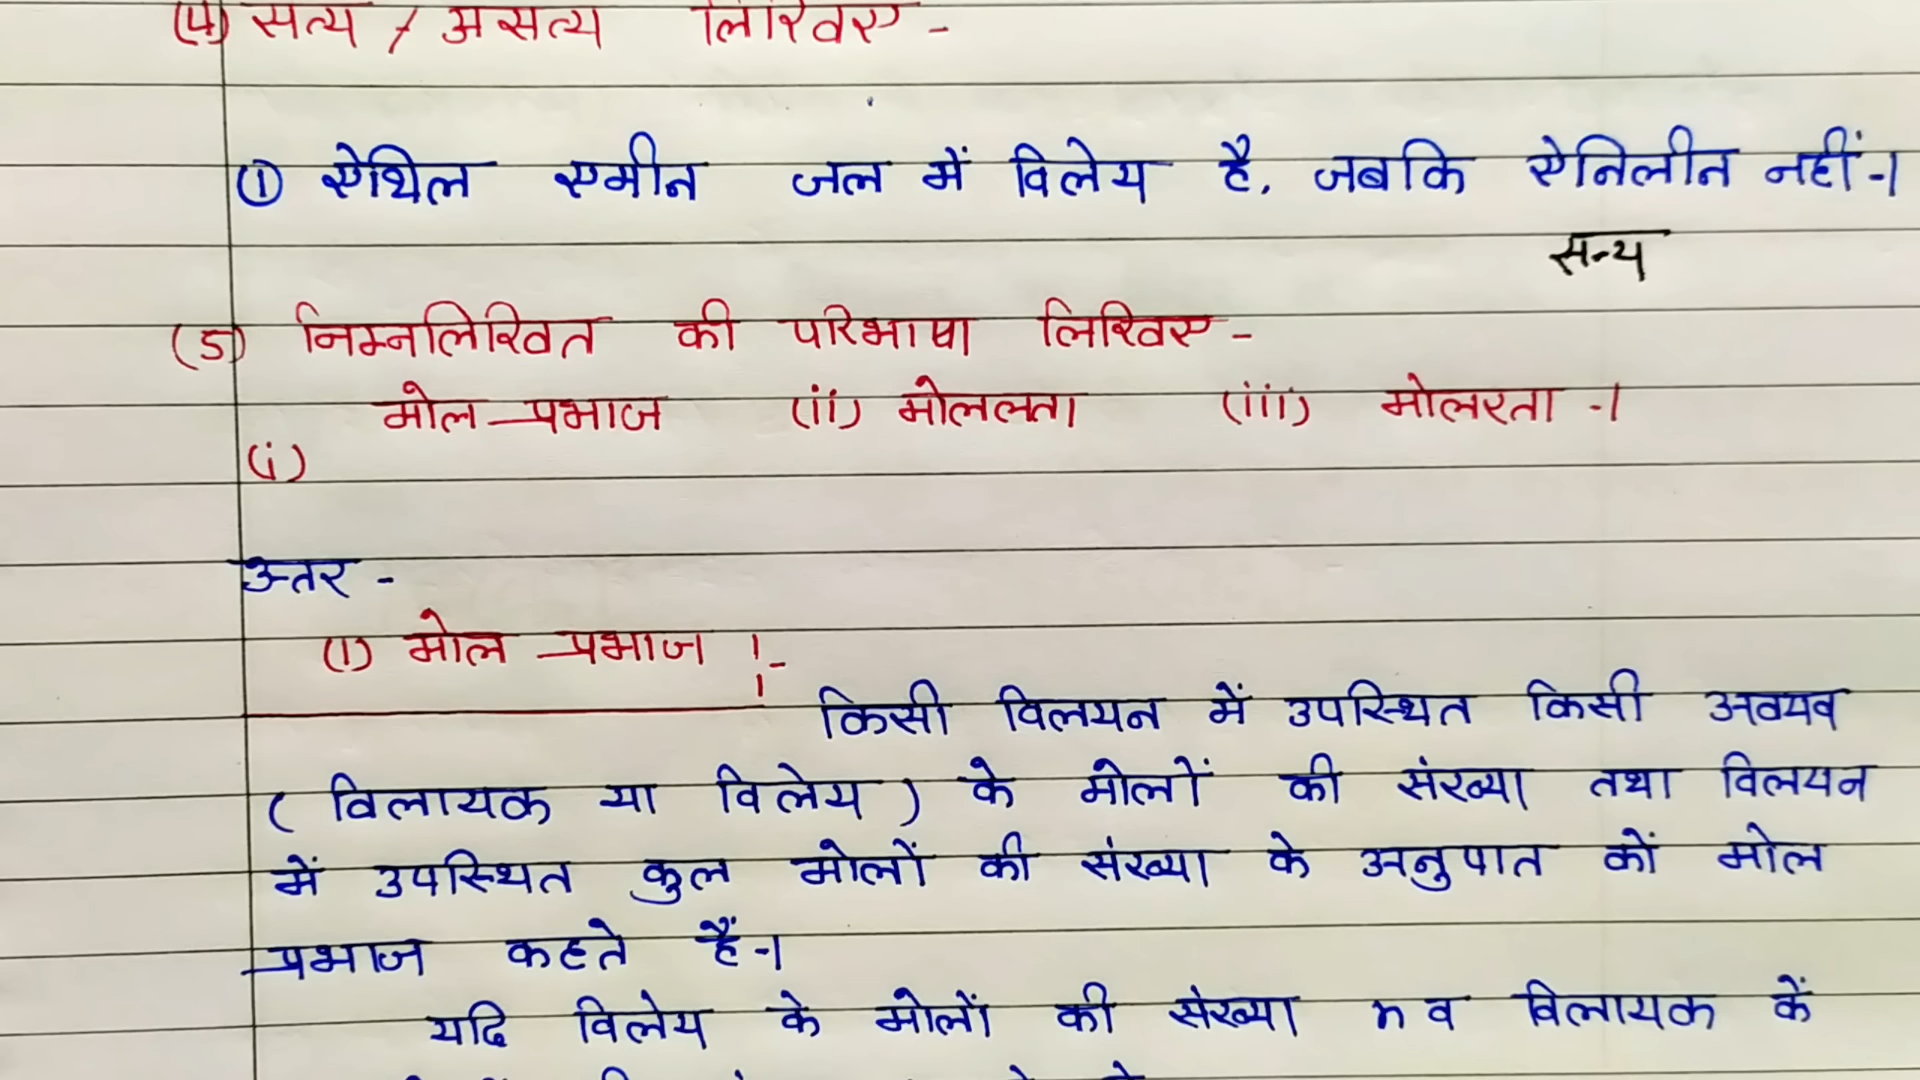 (4) सत्य / असत्य लिखिए -
① ऐथिल एमीन जल में विलेय है, जबकि ऐनिलीन नहीं-।
सत्य
(5) निम्नलिखित की परिभाषा लिखिए -
मोल प्रभाज (ii) मोललता (iii) मोलरता -।
(i)
उत्तर -
(1) मोल प्रभाज :-
किसी विलयन में उपस्थित किसी अवयव
( विलायक या विलेय ) के मोलों की संख्या तथा विलयन
में उपस्थित कुल मोलों की संख्या के अनुपात कों मोल
प्रभाज कहते हैं-।
यदि विलेय के मोलों की संख्या n व विलायक कें